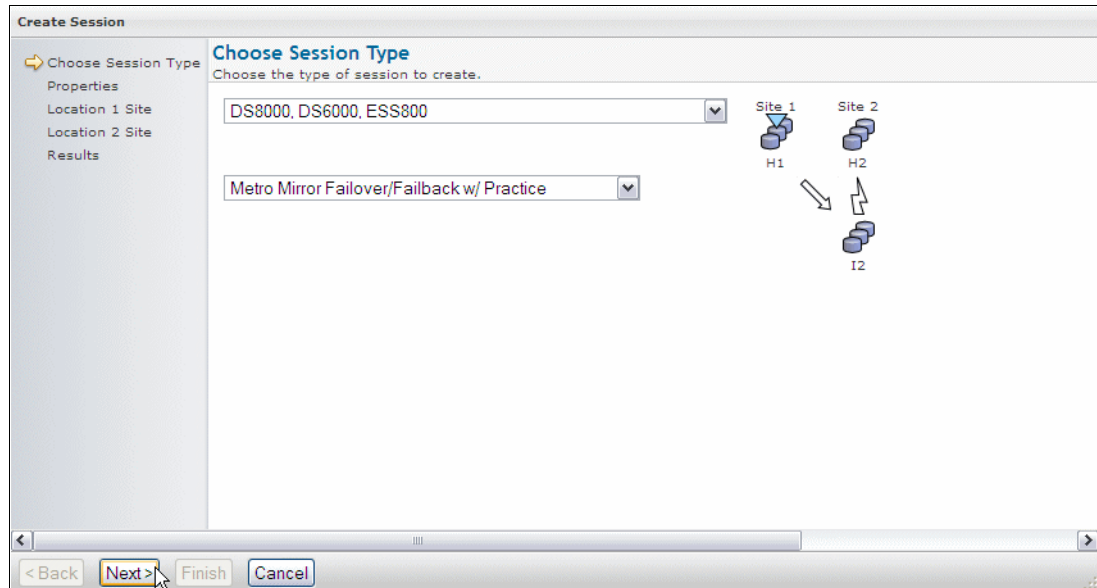 Create Session
Choose Session Type
Properties
Location 1 Site
Location 2 Site
Results
Choose Session Type
Choose the type of session to create.
DS8000, DS6000, ESS800
Metro Mirror Failover/Failback w/ Practice
Site 1 Site 2
H1 H2
I2
< Back Next > Finish Cancel